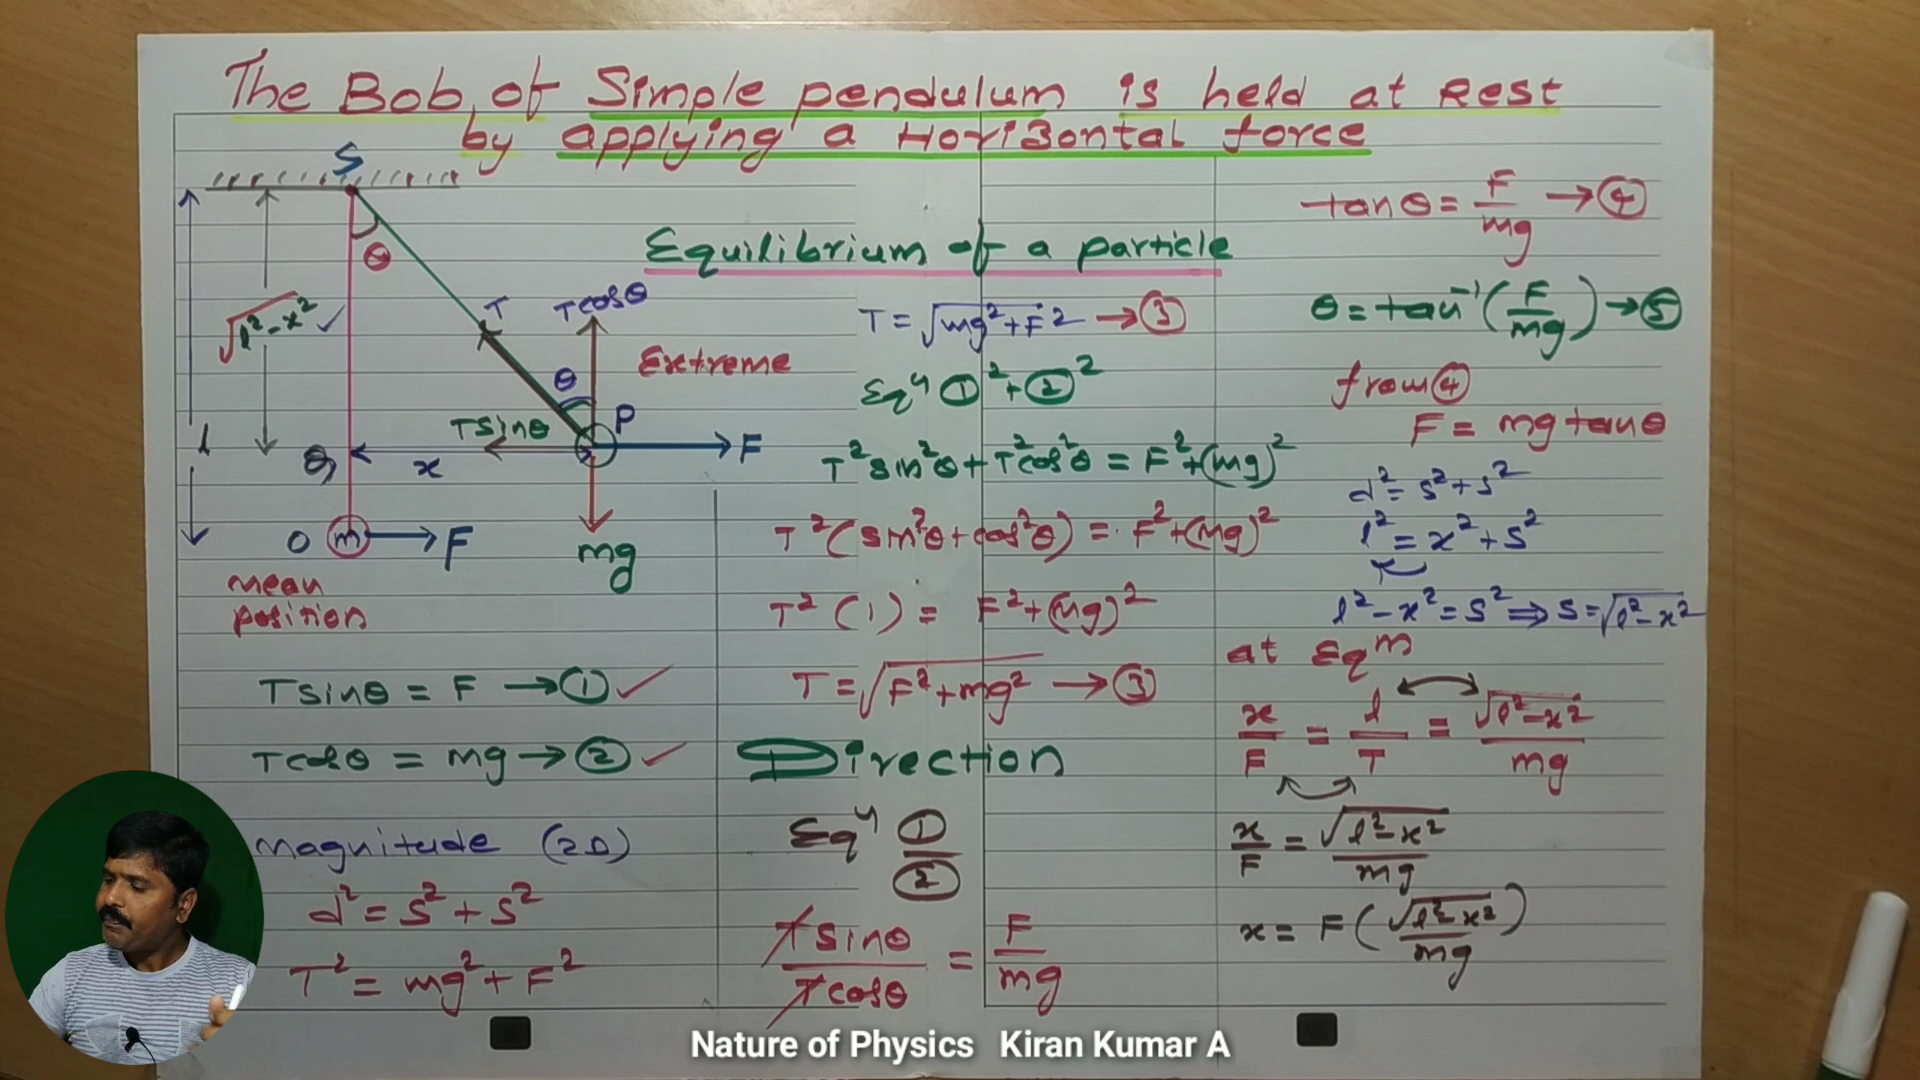 The Bob of Simple pendulum is held at Rest
by applying a Horizontal force
S
θ
√l²-x²
l
T
Tcosθ
θ
Extreme
P
Tsinθ
F
x
O m F
mg
mean
position
Tsinθ = F → ①
Tcosθ = mg → ②
Magnitude (2D)
d² = s² + s²
T² = mg² + F²
Equilibrium of a particle
T = √mg²+F² → ③
Eqⁿ ①² + ②²
T²sin²θ + T²cos²θ = F² + (mg)²
T²(sin²θ + cos²θ) = F² + (mg)²
T²(1) = F² + (mg)²
T = √F²+mg² → ③
Direction
Eqⁿ ①/②
Tsinθ/Tcosθ = F/mg
tanθ = F/mg → ④
θ = tan⁻¹(F/mg) → ⑤
from ④
F = mg tanθ
d² = s² + s²
l² = x² + s²
l² - x² = s² ⇒ s = √l²-x²
at Eqᵐ
x/F = l/T = √l²-x²/mg
x/F = √l²-x²/mg
x = F(√l²-x²/mg)
Nature of Physics Kiran Kumar A